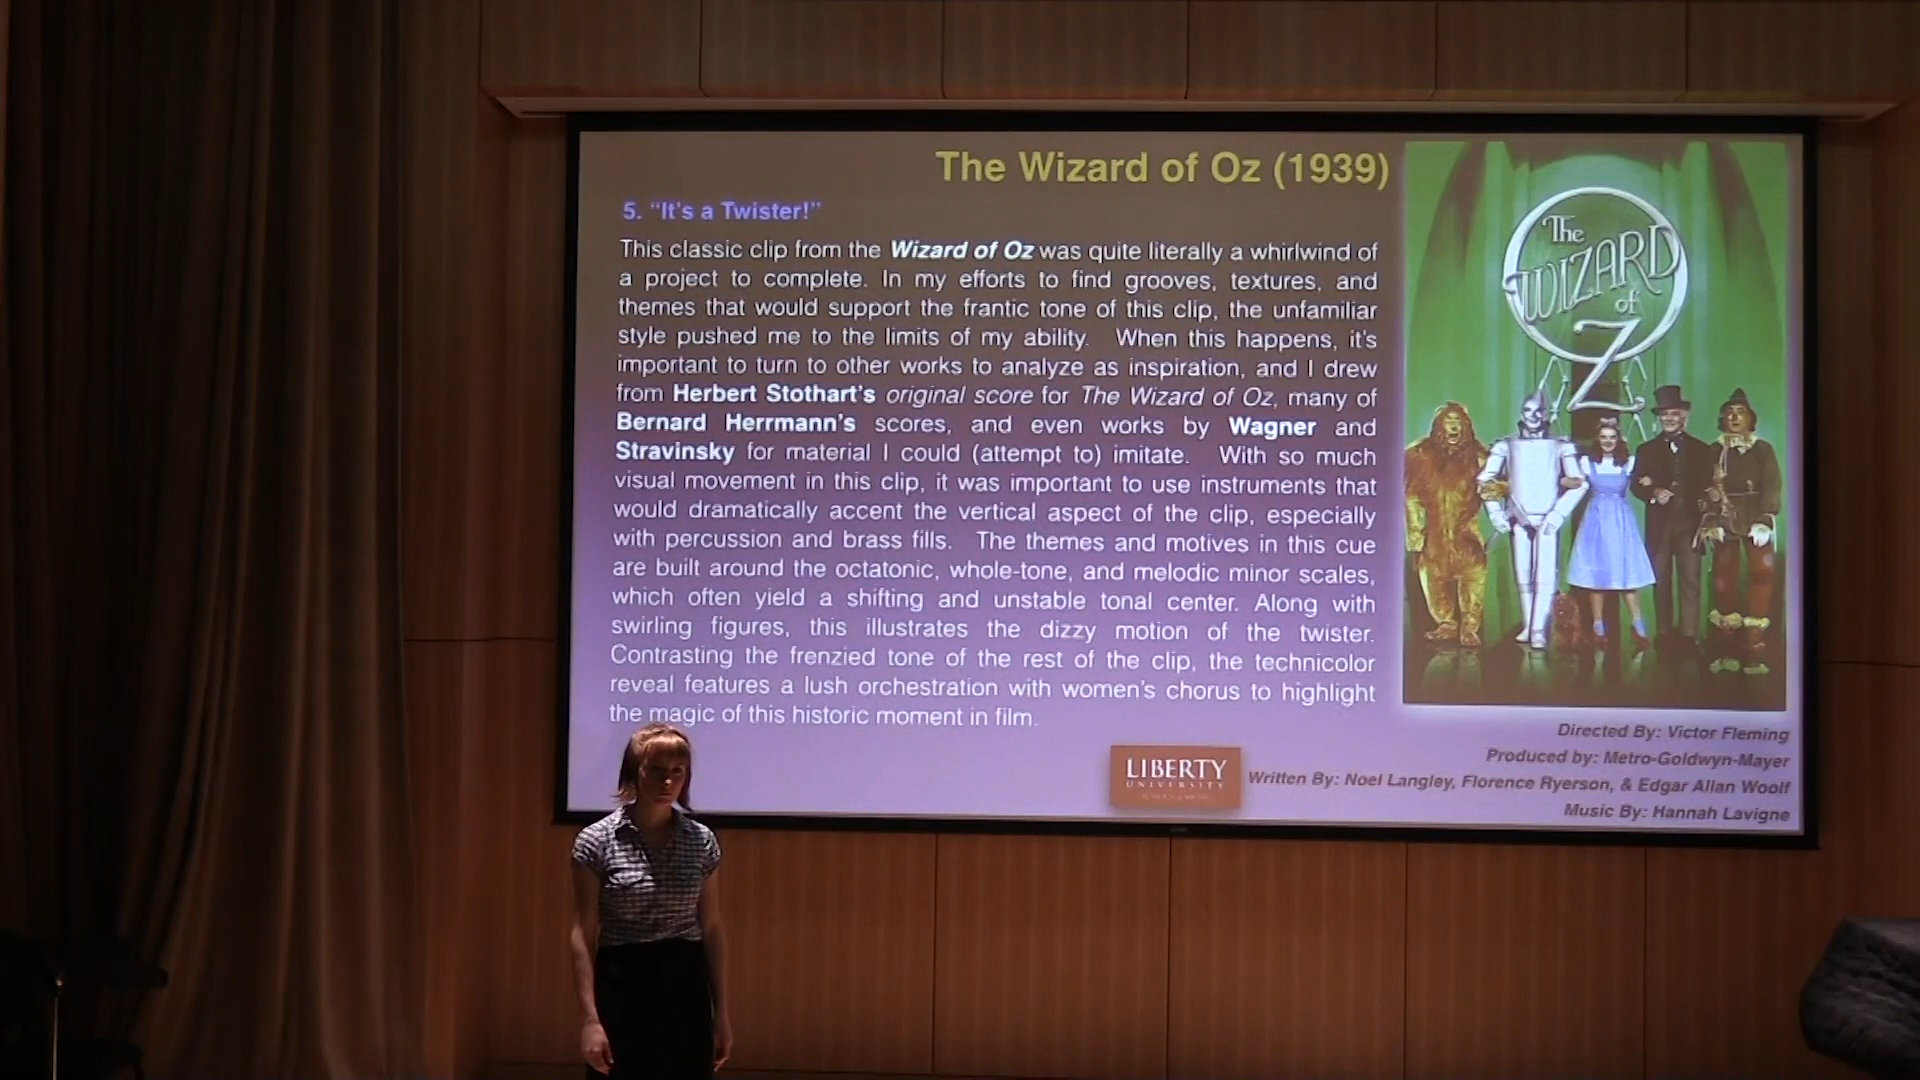 The Wizard of Oz (1939)
5. “It’s a Twister!”
This classic clip from the Wizard of Oz was quite literally a whirlwind of
a project to complete. In my efforts to find grooves, textures, and
themes that would support the frantic tone of this clip, the unfamiliar
style pushed me to the limits of my ability. When this happens, it’s
important to turn to other works to analyze as inspiration, and I drew
from Herbert Stothart’s original score for The Wizard of Oz, many of
Bernard Herrmann’s scores, and even works by Wagner and
Stravinsky for material I could (attempt to) imitate. With so much
visual movement in this clip, it was important to use instruments that
would dramatically accent the vertical aspect of the clip, especially
with percussion and brass fills. The themes and motives in this cue
are built around the octatonic, whole-tone, and melodic minor scales,
which often yield a shifting and unstable tonal center. Along with
swirling figures, this illustrates the dizzy motion of the twister.
Contrasting the frenzied tone of the rest of the clip, the technicolor
reveal features a lush orchestration with women’s chorus to highlight
the magic of this historic moment in film.
The
WIZARD
of
OZ
Directed By: Victor Fleming
Produced by: Metro-Goldwyn-Mayer
Written By: Noel Langley, Florence Ryerson, & Edgar Allan Woolf
Music By: Hannah Lavigne
LIBERTY
UNIVERSITY